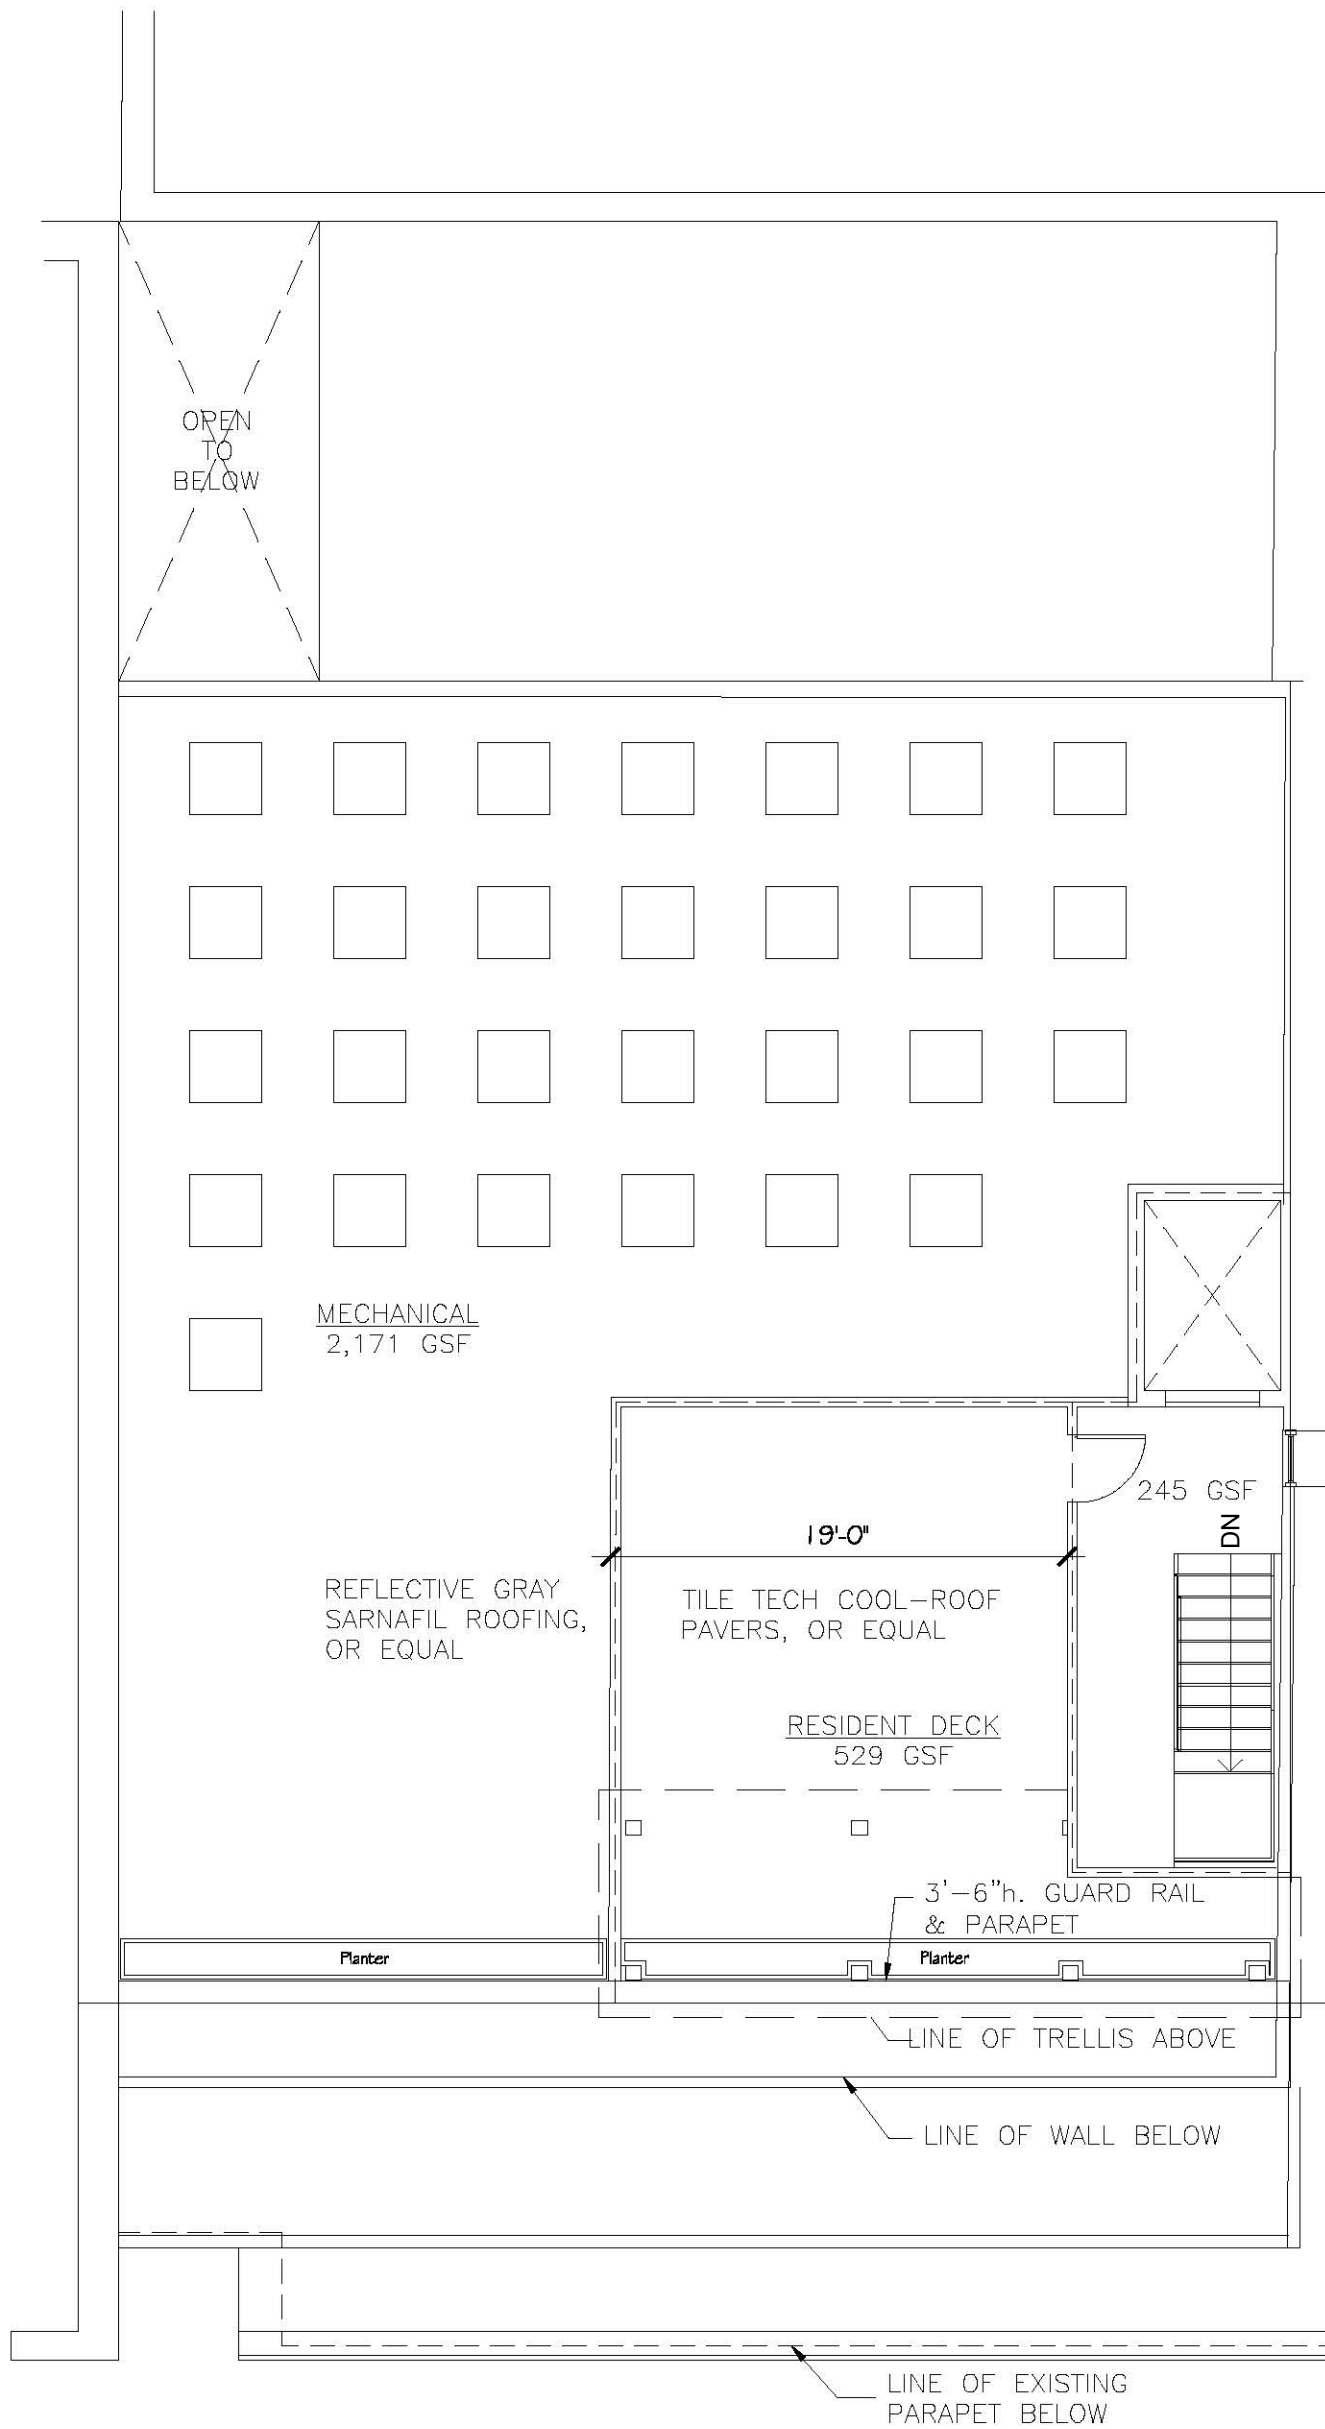 OPEN
TO
BELOW
MECHANICAL
2,171 GSF
245 GSF
DN
19'-0"
REFLECTIVE GRAY
SARNAFIL ROOFING,
OR EQUAL
TILE TECH COOL-ROOF
PAVERS, OR EQUAL
RESIDENT DECK
529 GSF
3'-6"h. GUARD RAIL
& PARAPET
Planter
Planter
LINE OF TRELLIS ABOVE
LINE OF WALL BELOW
LINE OF EXISTING
PARAPET BELOW